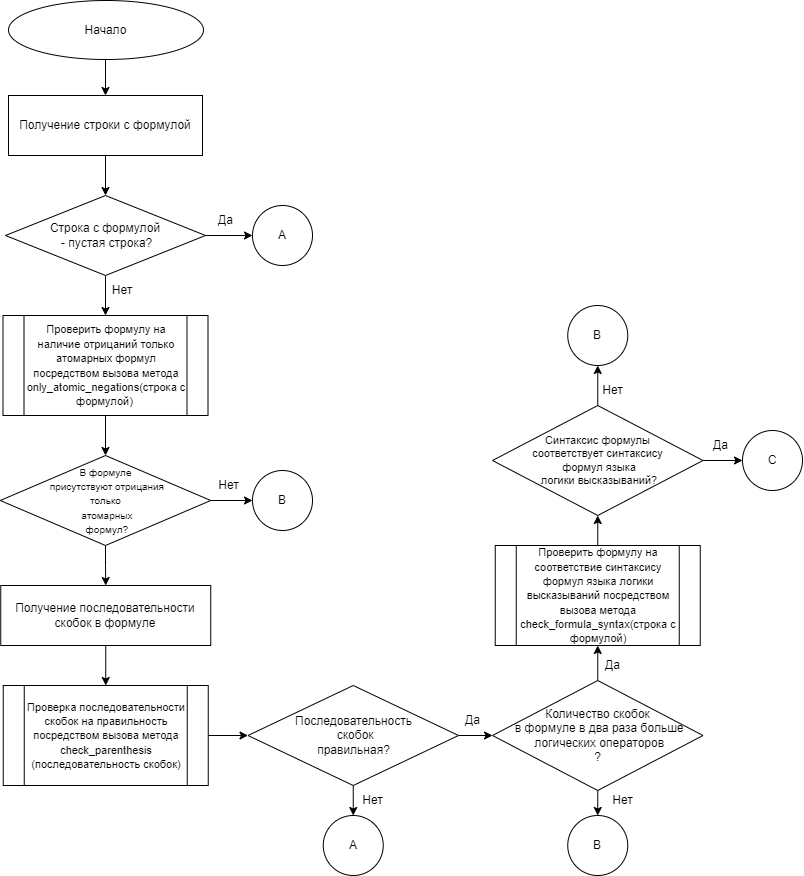 Начало
Получение строки с формулой
Строка с формулой
- пустая строка?
Да
A
Нет
Проверить формулу на
наличие отрицаний только
атомарных формул
посредством вызова метода
only_atomic_negations(строка с
формулой)
В формуле
присутствуют отрицания
только
атомарных
формул?
Нет
B
Получение последовательности
скобок в формуле
Проверка последовательности
скобок на правильность
посредством вызова метода
check_parenthesis
(последовательность скобок)
Последовательность
скобок
правильная?
Нет
A
Да
Количество скобок
в формуле в два раза больше
логических операторов
?
Нет
B
Да
Проверить формулу на
соответствие синтаксису
формул языка логики
высказываний посредством
вызова метода
check_formula_syntax(строка с
формулой)
Синтаксис формулы
соответствует синтаксису
формул языка
логики высказываний?
Нет
B
Да
C